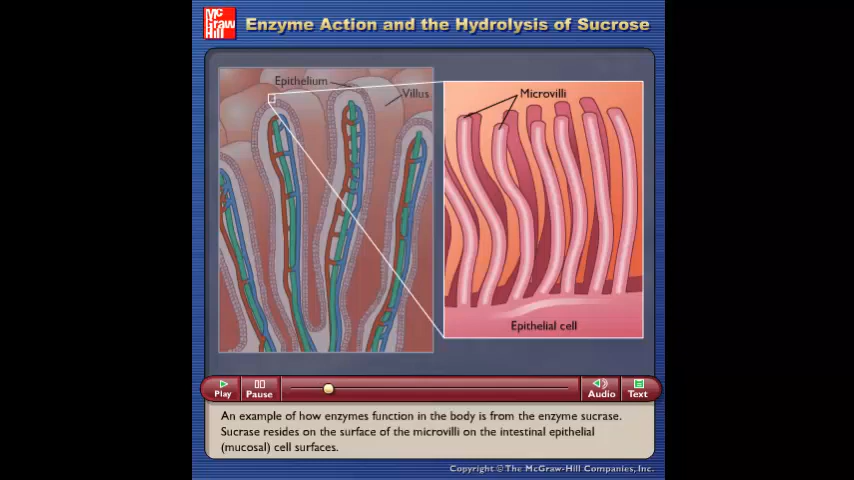 Mc
Graw
Hill
Enzyme Action and the Hydrolysis of Sucrose
Epithelium
Villus
Microvilli
Epithelial cell
Play
Pause
Audio
Text
An example of how enzymes function in the body is from the enzyme sucrase.
Sucrase resides on the surface of the microvilli on the intestinal epithelial
(mucosal) cell surfaces.
Copyright © The McGraw-Hill Companies, Inc.